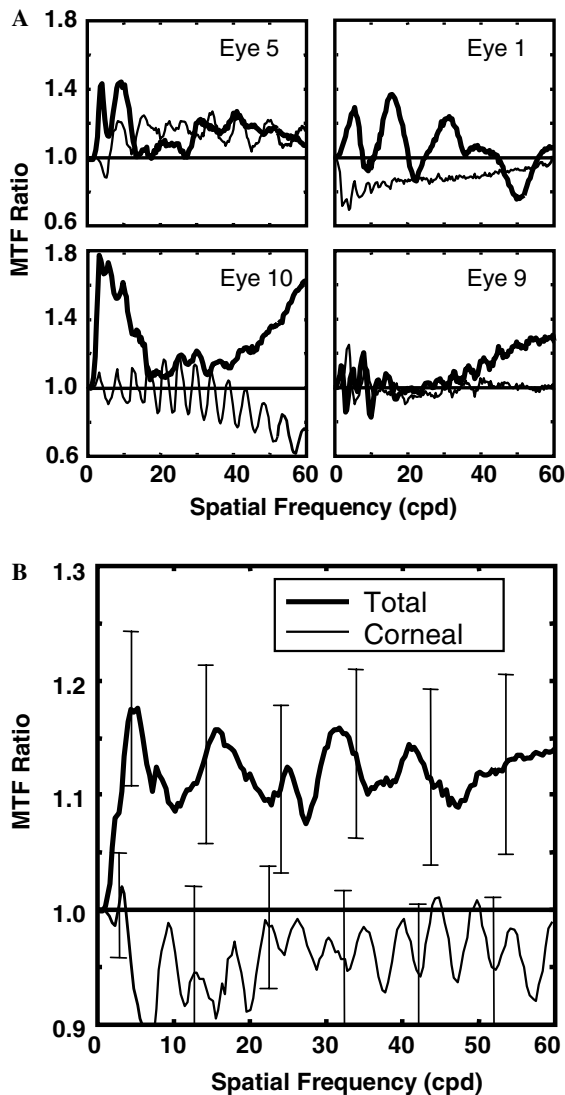 A
1.8
Eye 5
Eye 1
1.4
1.0
0.6
MTF Ratio
1.8
Eye 10
Eye 9
1.4
1.0
0.6
0 20 40 60 0 20 40 60
Spatial Frequency (cpd)
B
1.3
Total
Corneal
1.2
MTF Ratio
1.1
1.0
0.9
0 10 20 30 40 50 60
Spatial Frequency (cpd)